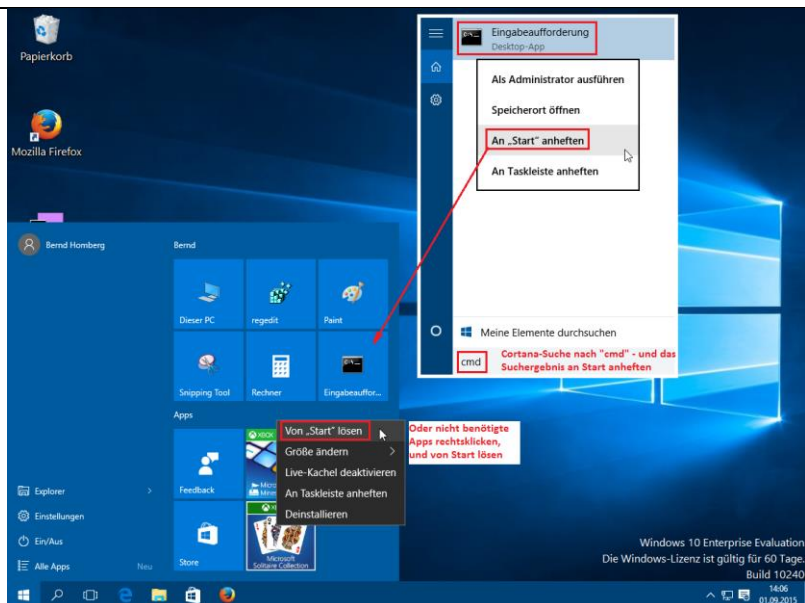 Papierkorb
Mozilla Firefox
Eingabeaufforderung
Desktop-App
Als Administrator ausführen
Speicherort öffnen
An „Start“ anheften
An Taskleiste anheften
Meine Elemente durchsuchen
cmd
Cortana-Suche nach "cmd" - und das
Suchergebnis an Start anheften
Bernd Homberg
Bernd
Dieser PC
regedit
Paint
Snipping Tool
Rechner
Eingabeauffor...
Apps
Feedback
Store
Microsoft
Solitaire Collection
Von „Start“ lösen
Größe ändern
Live-Kachel deaktivieren
An Taskleiste anheften
Deinstallieren
Oder nicht benötigte
Apps rechtsklicken,
und von Start lösen
Explorer
Einstellungen
Ein/Aus
Alle Apps
Neu
Windows 10 Enterprise Evaluation
Die Windows-Lizenz ist gültig für 60 Tage.
Build 10240
14:06
01.09.2015